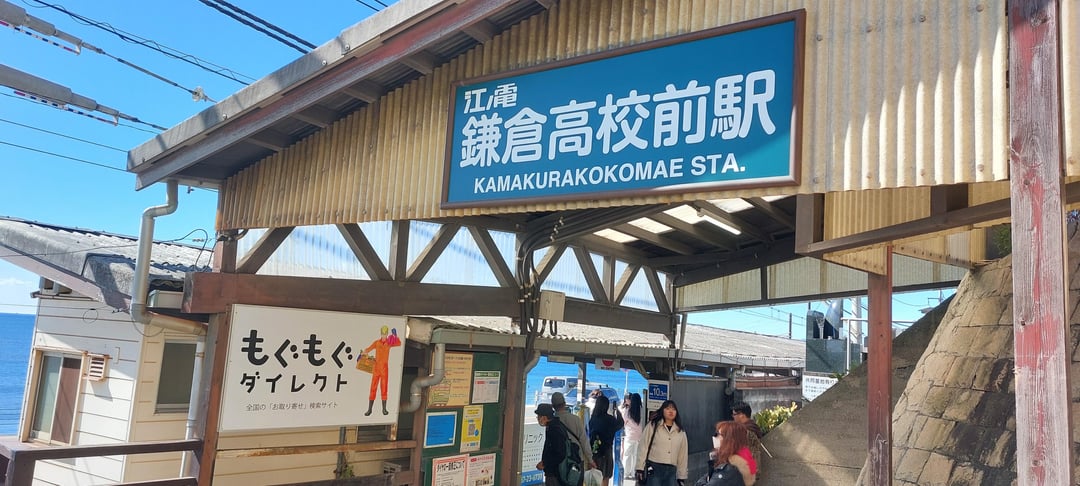 江ノ電
鎌倉高校前駅
KAMAKURAKOKOMAE STA.
もぐもぐ
ダイレクト
全国の「お取り寄せ」検索サイト